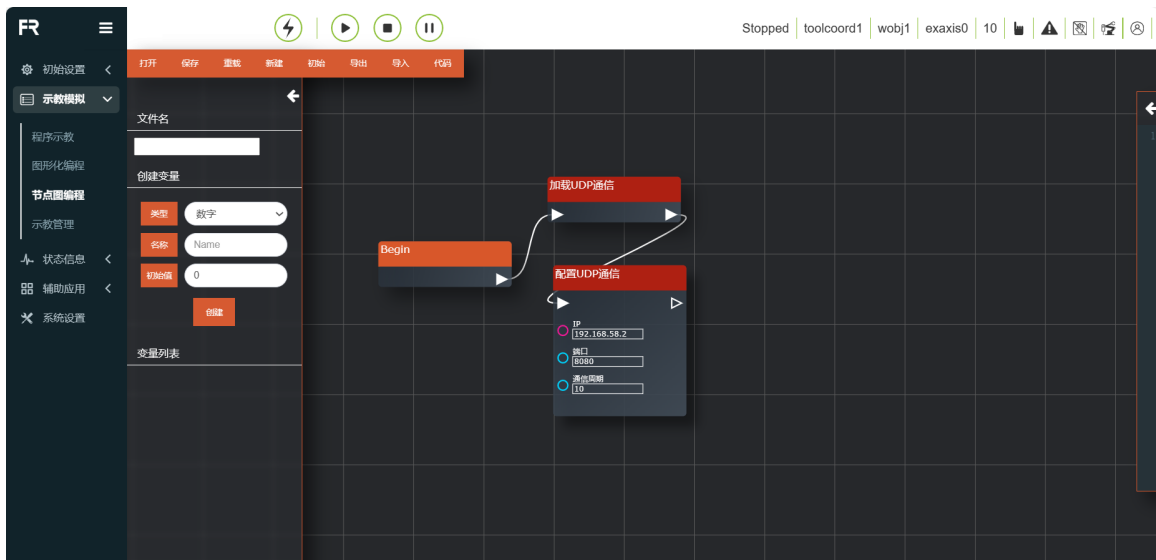 FR
Stopped toolcoord1 wobj1 exaxis0 10
打开 保存 重载 新建 初始 导出 导入 代码
初始设置
示教模拟
程序示教
图形化编程
节点图编程
示教管理
状态信息
辅助应用
系统设置
文件名
创建变量
类型 数字
名称 Name
初始值 0
创建
变量列表
Begin
加载UDP通信
配置UDP通信
IP
192.168.58.2
端口
8080
通信周期
10